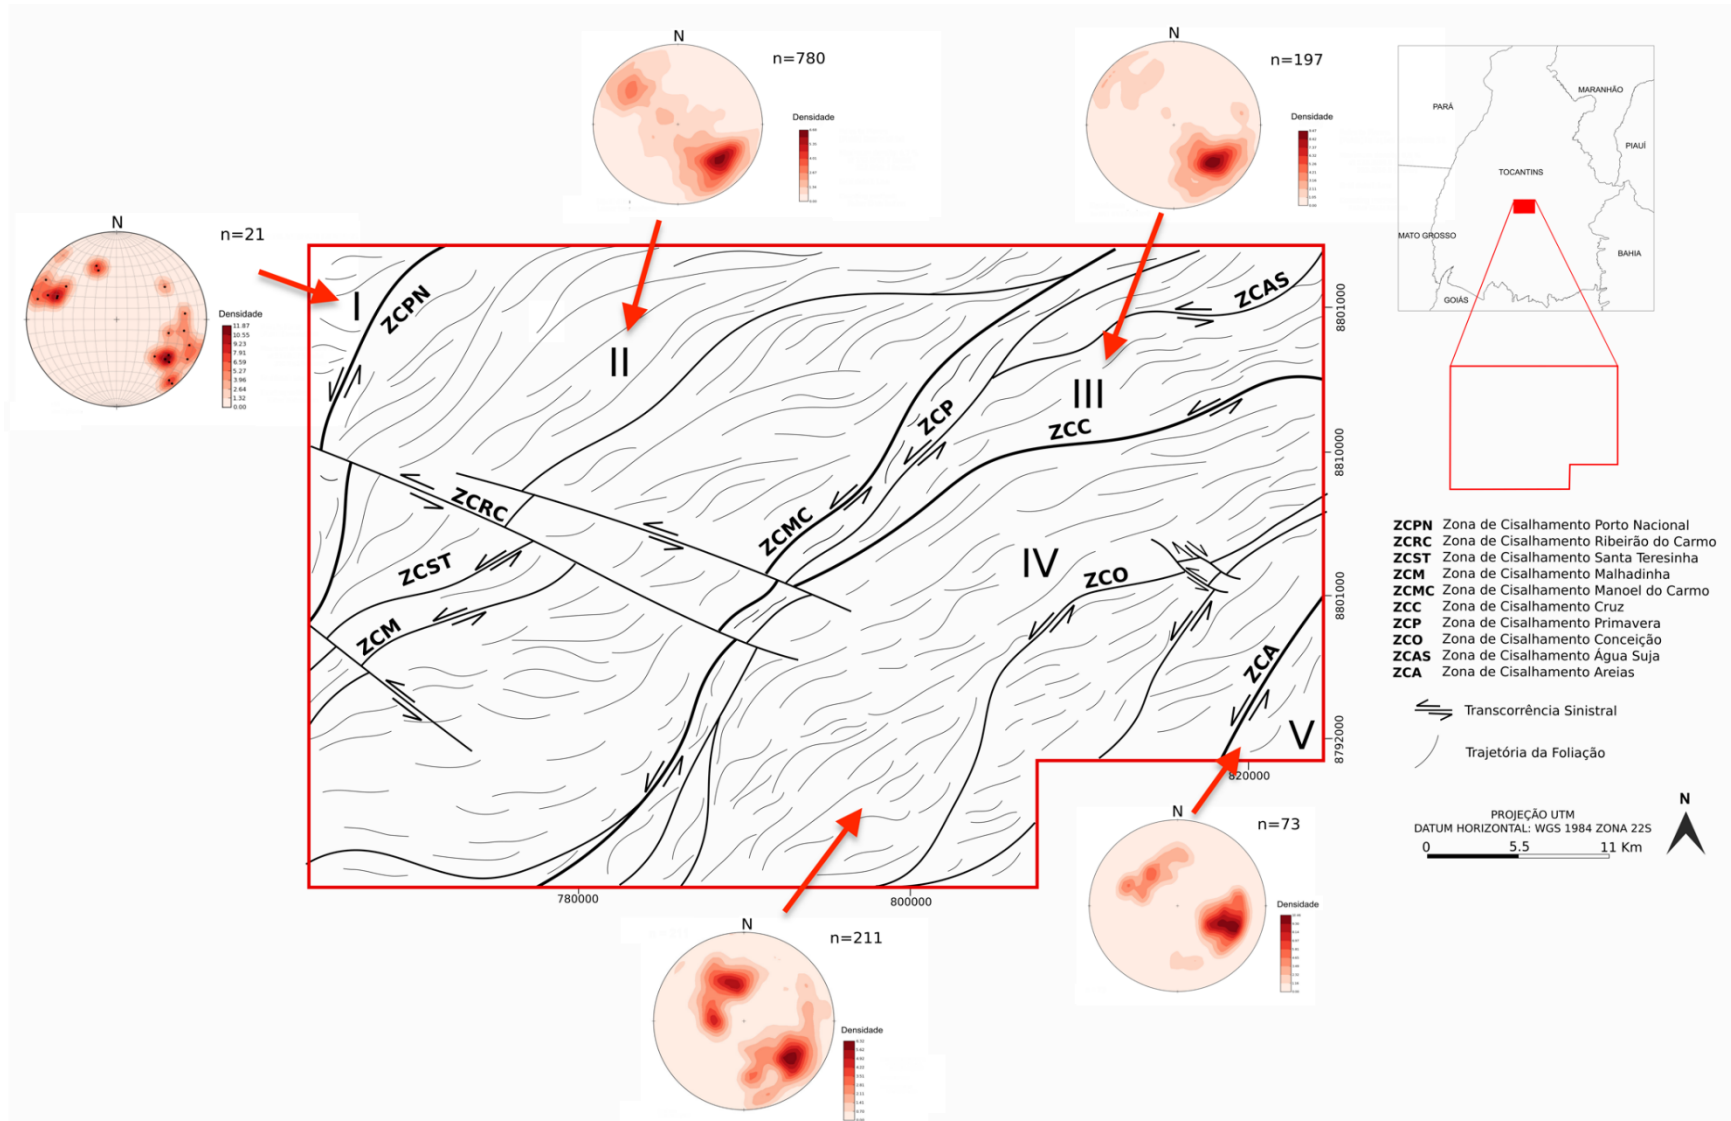 N
n=780
Densidade
N
n=197
Densidade
PARÁ
MARANHÃO
PIAUÍ
TOCANTINS
MATO GROSSO
BAHIA
GOIÁS
N
n=21
Densidade
11.87
10.55
9.23
7.91
6.59
5.27
3.96
2.64
1.32
0.00
I
ZCPN
II
ZCAS
III
ZCP
ZCC
ZCRC
ZCMC
ZCST
ZCM
IV
ZCO
ZCA
V
8801000
8810000
8801000
8792000
820000
780000
800000
ZCPN Zona de Cisalhamento Porto Nacional
ZCRC Zona de Cisalhamento Ribeirão do Carmo
ZCST Zona de Cisalhamento Santa Teresinha
ZCM Zona de Cisalhamento Malhadinha
ZCMC Zona de Cisalhamento Manoel do Carmo
ZCC Zona de Cisalhamento Cruz
ZCP Zona de Cisalhamento Primavera
ZCO Zona de Cisalhamento Conceição
ZCAS Zona de Cisalhamento Água Suja
ZCA Zona de Cisalhamento Areias
Transcorrência Sinistral
Trajetória da Foliação
PROJEÇÃO UTM
DATUM HORIZONTAL: WGS 1984 ZONA 22S
0 5.5 11 Km
N
N
n=211
Densidade
N
n=73
Densidade